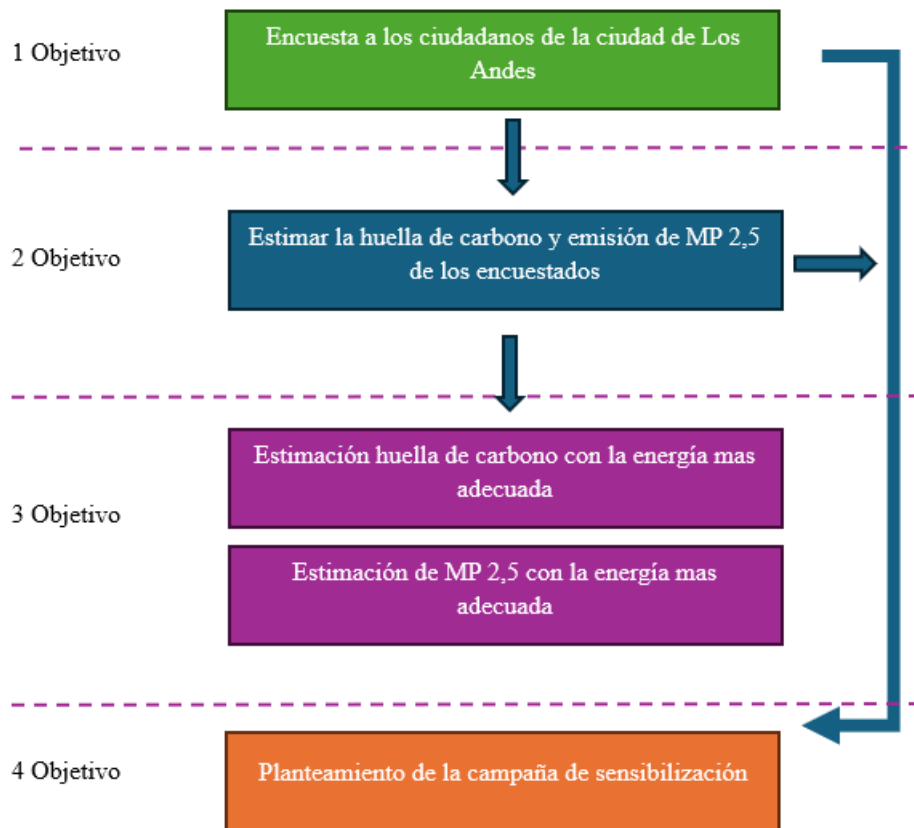 1 Objetivo
Encuesta a los ciudadanos de la ciudad de Los
Andes
2 Objetivo
Estimar la huella de carbono y emisión de MP 2,5
de los encuestados
3 Objetivo
Estimación huella de carbono con la energía mas
adecuada
Estimación de MP 2,5 con la energía mas
adecuada
4 Objetivo
Planteamiento de la campaña de sensibilización